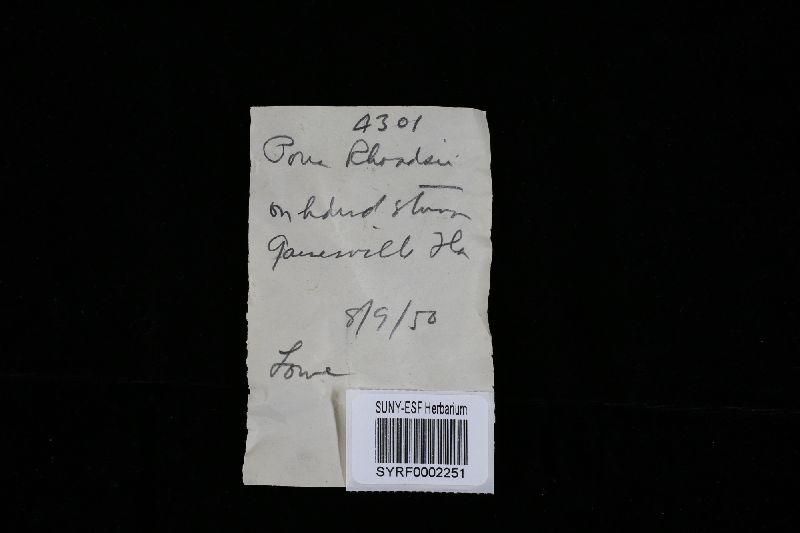 4301
Poria Rhoadsii
on hdwd stump
Gainesville Fla
8/9/50
Lowe
SUNY-ESF Herbarium
SYRF0002251